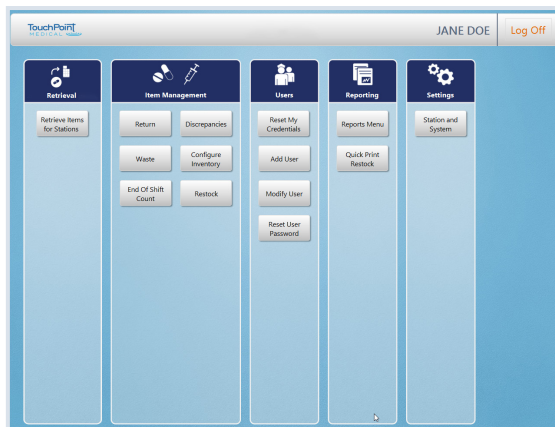 TouchPoint
MEDICAL
JANE DOE
Log Off
Retrieval
Retrieve Items
for Stations
Item Management
Return
Discrepancies
Waste
Configure
Inventory
End Of Shift
Count
Restock
Users
Reset My
Credentials
Add User
Modify User
Reset User
Password
Reporting
Reports Menu
Quick Print
Restock
Settings
Station and
System